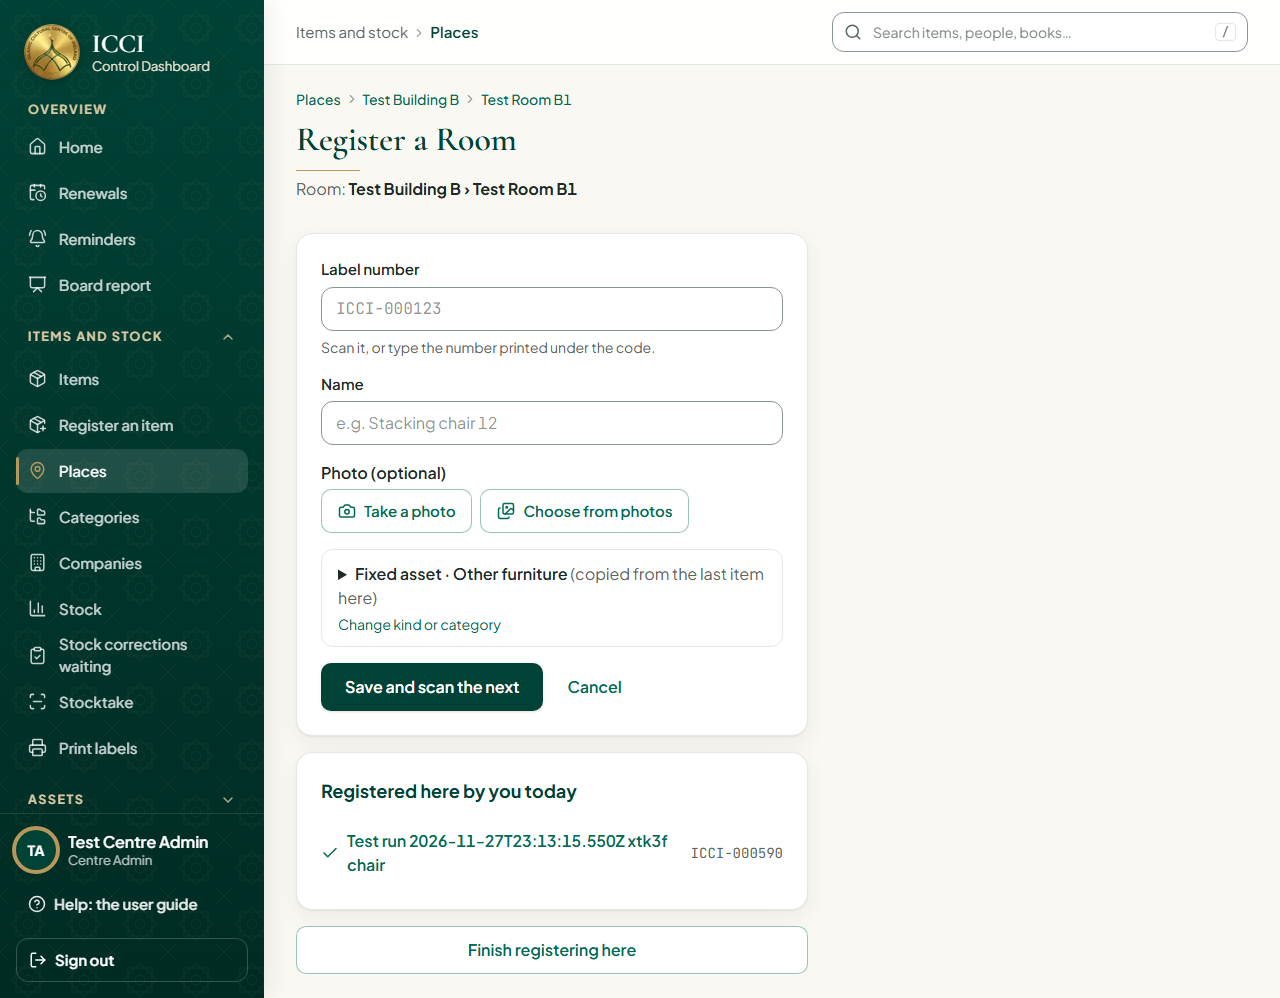 ICCI
Control Dashboard
OVERVIEW
Home
Renewals
Reminders
Board report
ITEMS AND STOCK
Items
Register an item
Places
Categories
Companies
Stock
Stock corrections
waiting
Stocktake
Print labels
ASSETS
TA
Test Centre Admin
Centre Admin
Help: the user guide
Sign out
Items and stock › Places
Search items, people, books… /
Places › Test Building B › Test Room B1
Register a Room
Room: Test Building B › Test Room B1
Label number
ICCI-000123
Scan it, or type the number printed under the code.
Name
e.g. Stacking chair 12
Photo (optional)
Take a photo
Choose from photos
Fixed asset · Other furniture (copied from the last item
here)
Change kind or category
Save and scan the next
Cancel
Registered here by you today
Test run 2026-11-27T23:13:15.550Z xtk3f
chair
ICCI-000590
Finish registering here